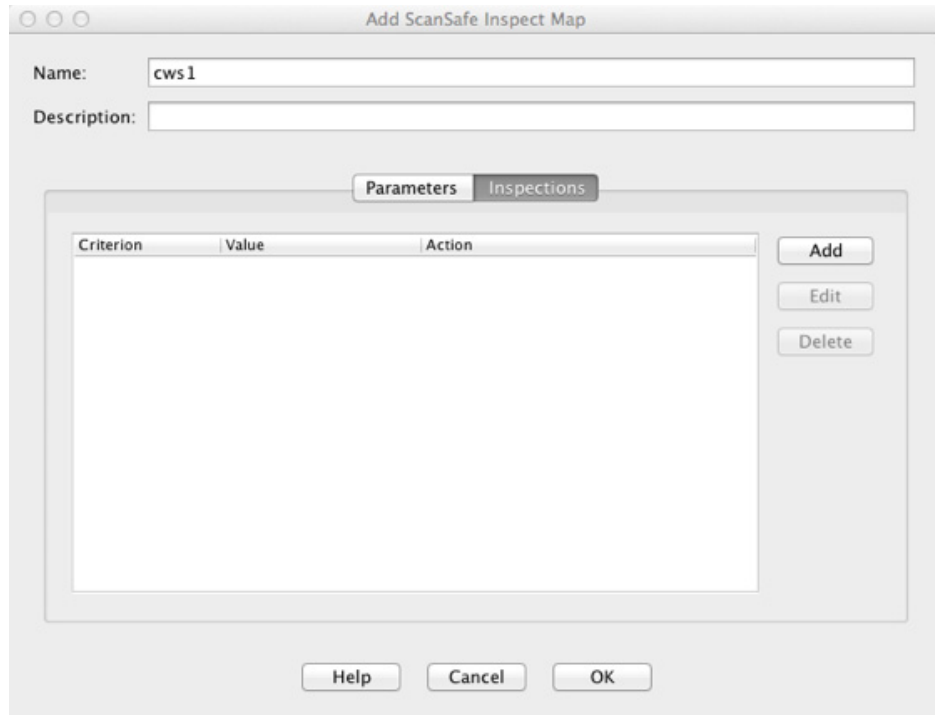 Add ScanSafe Inspect Map
Name: cws1
Description:
Parameters Inspections
Criterion Value Action
Add
Edit
Delete
Help Cancel OK